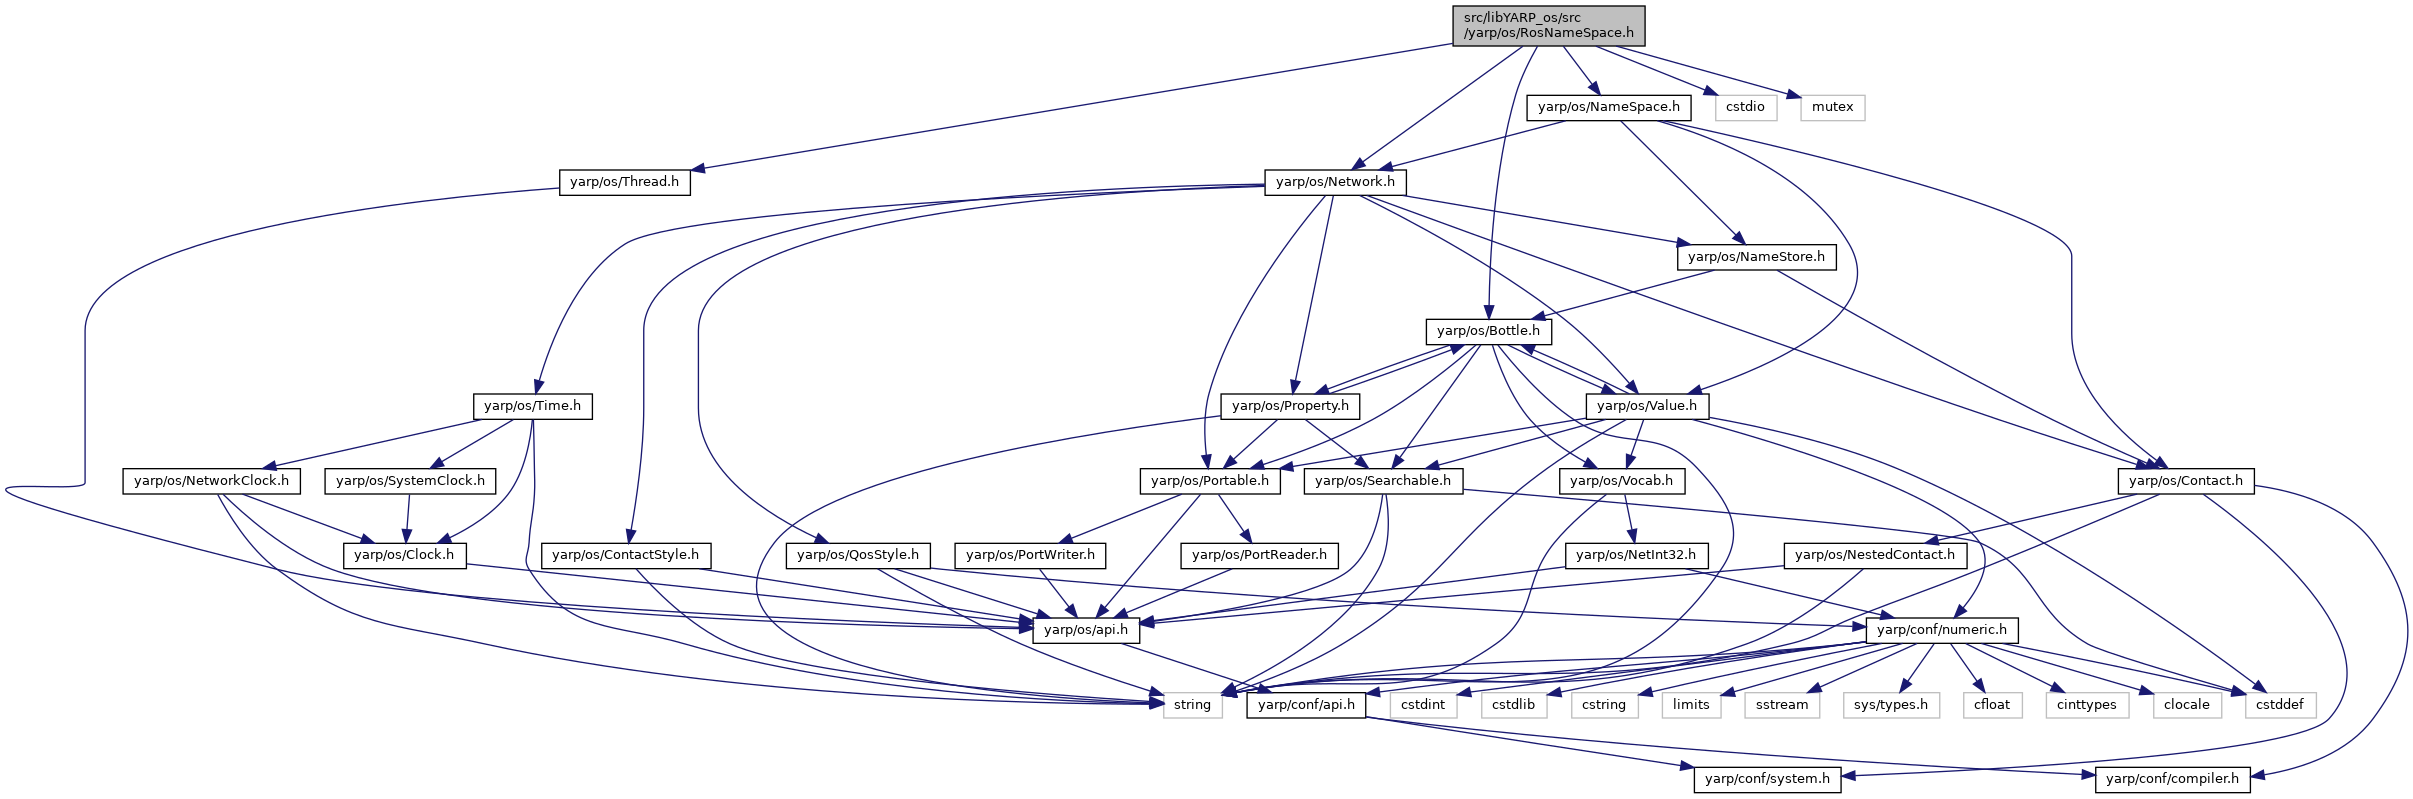 src/libYARP_os/src
/yarp/os/RosNameSpace.h
yarp/os/NameSpace.h
cstdio
mutex
yarp/os/Thread.h
yarp/os/Network.h
yarp/os/NameStore.h
yarp/os/Bottle.h
yarp/os/Time.h
yarp/os/Property.h
yarp/os/Value.h
yarp/os/NetworkClock.h
yarp/os/SystemClock.h
yarp/os/Portable.h
yarp/os/Searchable.h
yarp/os/Vocab.h
yarp/os/Contact.h
yarp/os/Clock.h
yarp/os/ContactStyle.h
yarp/os/QosStyle.h
yarp/os/PortWriter.h
yarp/os/PortReader.h
yarp/os/NetInt32.h
yarp/os/NestedContact.h
yarp/os/api.h
yarp/conf/numeric.h
string
yarp/conf/api.h
cstdint
cstdlib
cstring
limits
sstream
sys/types.h
cfloat
cinttypes
clocale
cstddef
yarp/conf/system.h
yarp/conf/compiler.h